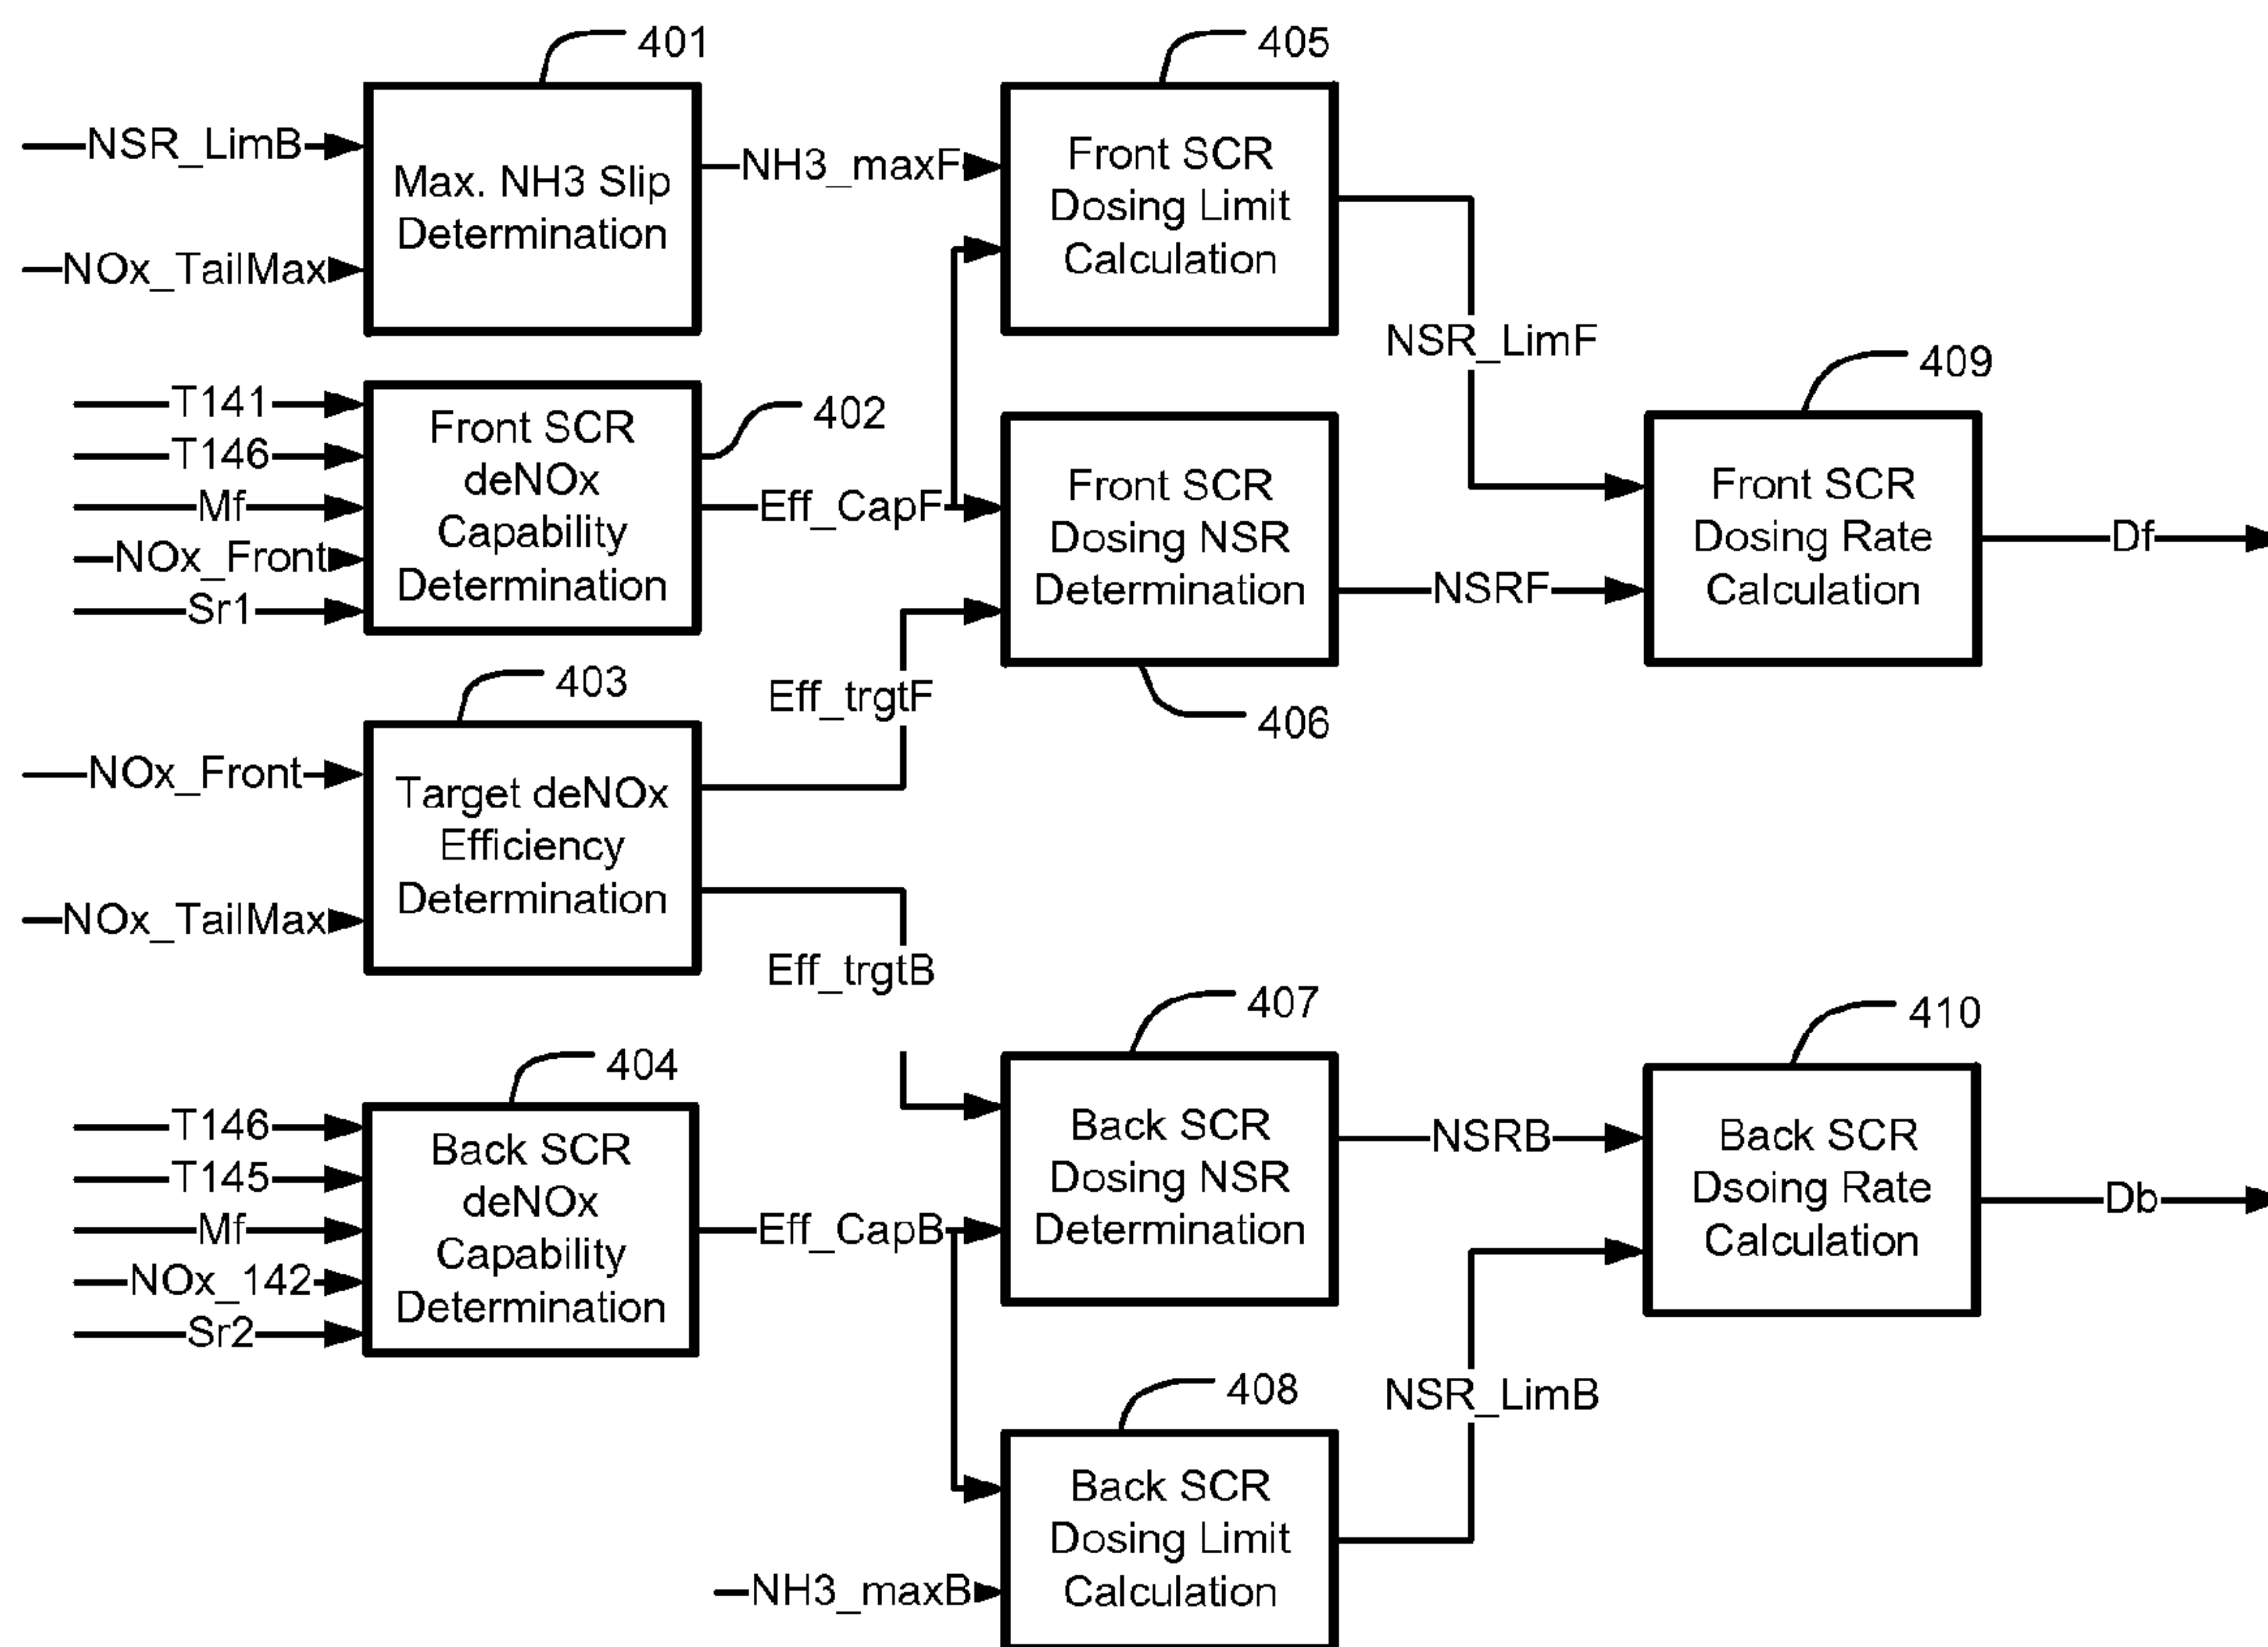 401
NSR_LimB
NOx_TailMax
Max. NH3 Slip
Determination
NH3_maxF
405
Front SCR
Dosing Limit
Calculation
NSR_LimF
T141
T146
Mf
NOx_Front
Sr1
402
Front SCR
deNOx
Capability
Determination
Eff_CapF
Front SCR
Dosing NSR
Determination
406
NSRF
409
Front SCR
Dosing Rate
Calculation
Df
403
NOx_Front
NOx_TailMax
Target deNOx
Efficiency
Determination
Eff_trgtF
Eff_trgtB
404
T146
T145
Mf
NOx_142
Sr2
Back SCR
deNOx
Capability
Determination
Eff_CapB
407
Back SCR
Dosing NSR
Determination
NSRB
410
Back SCR
Dsoing Rate
Calculation
Db
408
NH3_maxB
Back SCR
Dosing Limit
Calculation
NSR_LimB